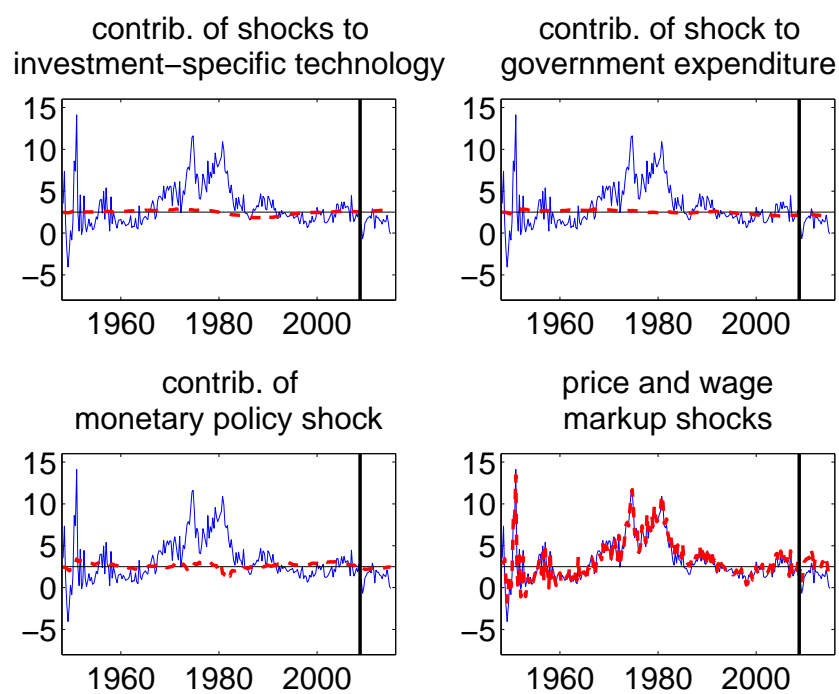 contrib. of shocks to
investment−specific technology
15
10
5
0
−5
1960 1980 2000
contrib. of shock to
government expenditure
15
10
5
0
−5
1960 1980 2000
contrib. of
monetary policy shock
15
10
5
0
−5
1960 1980 2000
price and wage
markup shocks
15
10
5
0
−5
1960 1980 2000